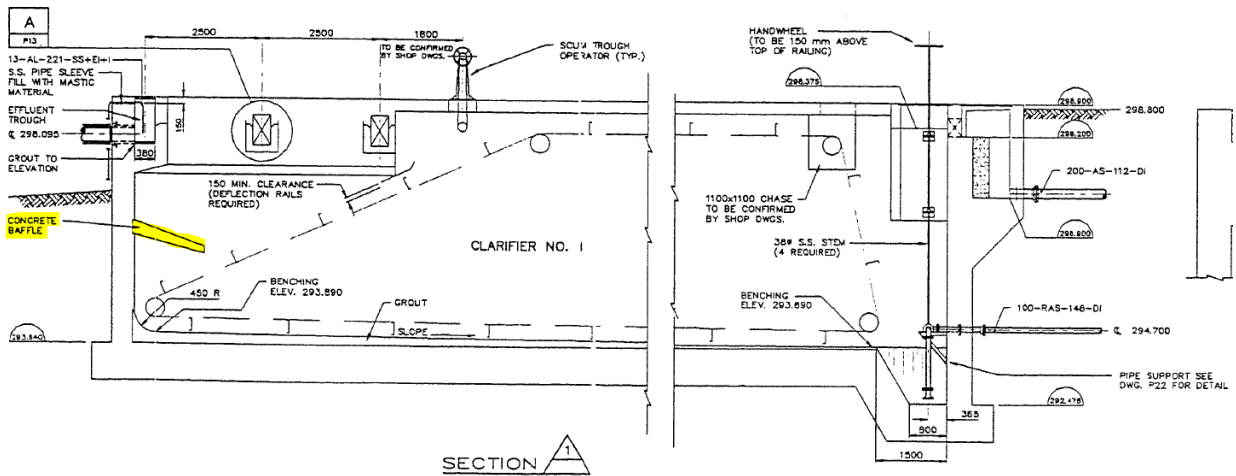 A
P13
2500
2500
1800
TO BE CONFIRMED
BY SHOP DWGS.
SCUM TROUGH
OPERATOR (TYP.)
HANDWHEEL
(TO BE 150 mm ABOVE
TOP OF RAILING)
13-AL-221-SS+EI+I
S.S. PIPE SLEEVE
FILL WITH MASTIC
MATERIAL
EFFLUENT
TROUGH
℄ 298.095
150
380
GROUT TO
ELEVATION
298.375
298.900
298.800
298.200
150 MIN. CLEARANCE
(DEFLECTION RAILS
REQUIRED)
1100x1100 CHASE
TO BE CONFIRMED
BY SHOP DWGS.
200-AS-112-DI
CONCRETE
BAFFLE
CLARIFIER NO. 1
38ø S.S. STEM
(4 REQUIRED)
296.900
450 R
BENCHING
ELEV. 293.890
GROUT
SLOPE
BENCHING
ELEV. 293.690
100-RAS-148-DI
℄ 294.700
293.840
PIPE SUPPORT SEE
DWG. P22 FOR DETAIL
292.476
365
900
1500
SECTION 1